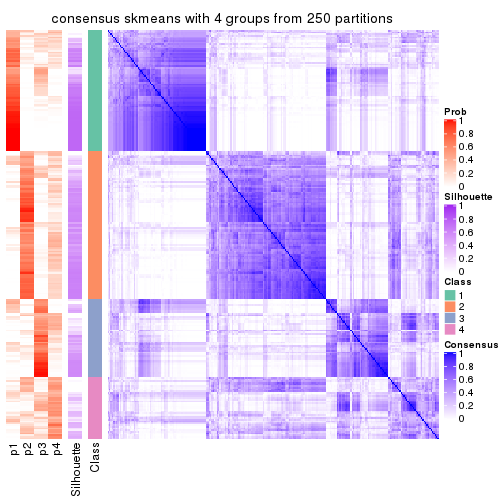 consensus skmeans with 4 groups from 250 partitions
Prob
1
0.8
0.6
0.4
0.2
0
Silhouette
1
0.8
0.6
0.4
0.2
0
Class
1
2
3
4
Consensus
1
0.8
0.6
0.4
0.2
0
p1
p2
p3
p4
Silhouette
Class